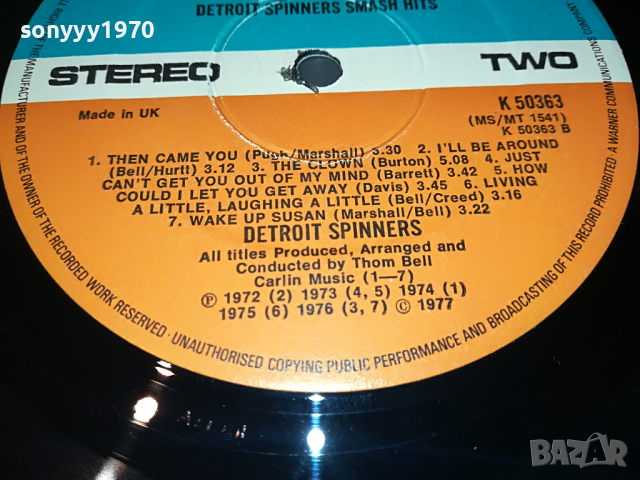 sonyyy1970
DETROIT SPINNERS SMASH HITS
STEREO TWO
Made in UK
K 50363
(MS/MT 1541)
K 50363 B
1. THEN CAME YOU (Pugh/Marshall) 3.30 2. I'LL BE AROUND
(Bell/Hurtt) 3.12 3. THE CLOWN (Burton) 5.08 4. JUST
CAN'T GET YOU OUT OF MY MIND (Barrett) 3.42 5. HOW
COULD I LET YOU GET AWAY (Davis) 3.45 6. LIVING
A LITTLE, LAUGHING A LITTLE (Bell/Creed) 3.16
7. WAKE UP SUSAN (Marshall/Bell) 3.22
DETROIT SPINNERS
All titles Produced, Arranged and
Conducted by Thom Bell
Carlin Music (1—7)
℗ 1972 (2) 1973 (4, 5) 1974 (1)
1975 (6) 1976 (3, 7) © 1977
THE MANUFACTURER AND OF THE OWNER OF THE RECORDED WORK RESERVED · UNAUTHORISED COPYING PUBLIC PERFORMANCE AND BROADCASTING OF THIS RECORD PROHIBITED · A WARNER COMMUNICATIONS COMPANY
BAZAR